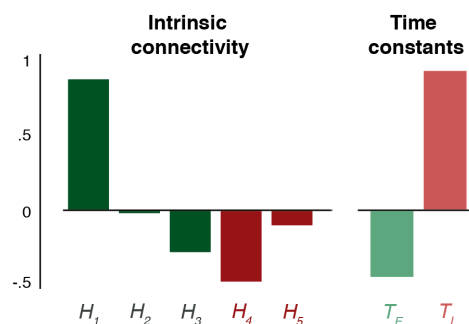 Intrinsic connectivity
Time constants
1
.5
0
-.5
H1 H2 H3 H4 H5 TE TI